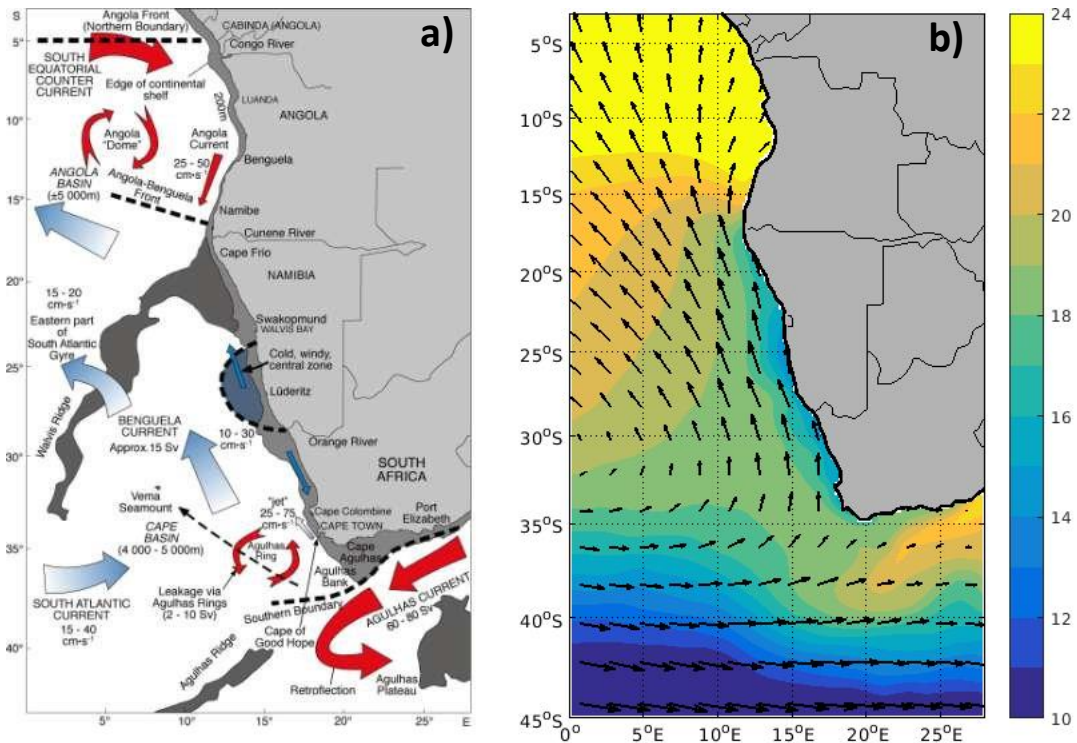 a)
S
Angola Front
(Northern Boundary)
CABINDA (ANGOLA)
Congo River
5°
SOUTH
EQUATORIAL
COUNTER
CURRENT
Edge of continental
shelf
200m
LUANDA
ANGOLA
10°
Angola
"Dome"
Angola
Current
25 - 50
cm•s⁻¹
Benguela
ANGOLA
BASIN
(±5 000m)
Angola-Benguela
Front
15°
Namibe
Cunene River
Cape Frio
20°
NAMIBIA
15 - 20
cm•s⁻¹
Eastern part
of
South Atlantic
Gyre
Swakopmund
WALVIS BAY
Cold, windy,
central zone
25°
Lüderitz
Walvis Ridge
BENGUELA
CURRENT
Approx.15 Sv
10 - 30
cm•s⁻¹
Orange River
30°
SOUTH
AFRICA
Vema
Seamount
"jet"
25 - 75
cm•s⁻¹
Cape Columbine
CAPE TOWN
Port
Elizabeth
CAPE
BASIN
(4 000 - 5 000m)
35°
Agulhas
Ring
Cape
Agulhas
Agulhas
Bank
Leakage via
Agulhas Rings
(2 - 10 Sv)
Southern Boundary
AGULHAS CURRENT
60 - 80 Sv
SOUTH ATLANTIC
CURRENT
15 - 40
cm•s⁻¹
Cape of
Good Hope
40°
Agulhas Ridge
Retroflection
Agulhas
Plateau
5° 10° 15° 20° 25° E
b)
5°S
10°S
15°S
20°S
25°S
30°S
35°S
40°S
45°S
0° 5°E 10°E 15°E 20°E 25°E
24
22
20
18
16
14
12
10